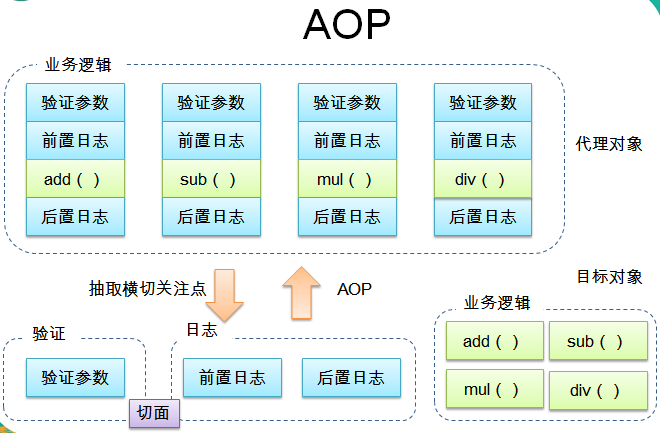 AOP
业务逻辑
验证参数 验证参数 验证参数 验证参数
前置日志 前置日志 前置日志 前置日志
add（ ） sub（ ） mul（ ） div（ ）
后置日志 后置日志 后置日志 后置日志
代理对象
抽取横切关注点 AOP
目标对象
验证 日志 业务逻辑
验证参数 前置日志 后置日志
切面
add（ ） sub（ ）
mul（ ） div（ ）